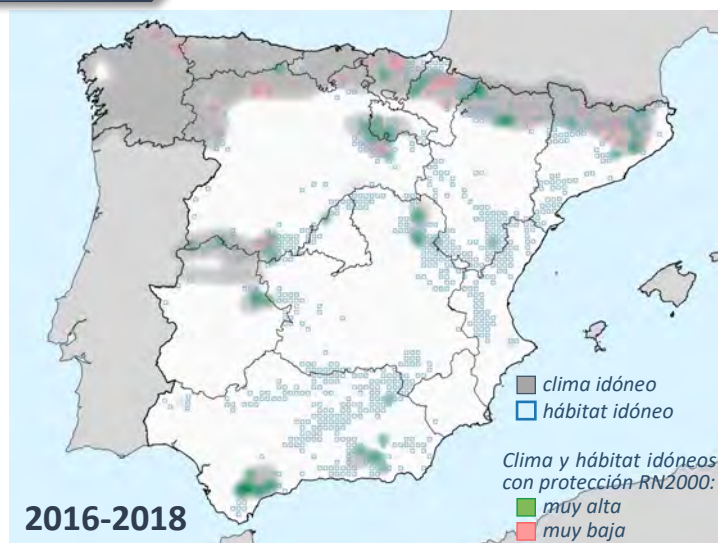 clima idóneo
hábitat idóneo
Clima y hábitat idóneos
con protección RN2000:
muy alta
muy baja
2016-2018